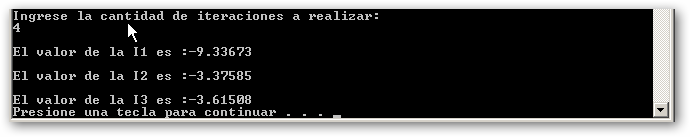 Ingrese la cantidad de iteraciones a realizar:
4
El valor de la I1 es :-9.33673
El valor de la I2 es :-3.37585
El valor de la I3 es :-3.61508
Presione una tecla para continuar . . .